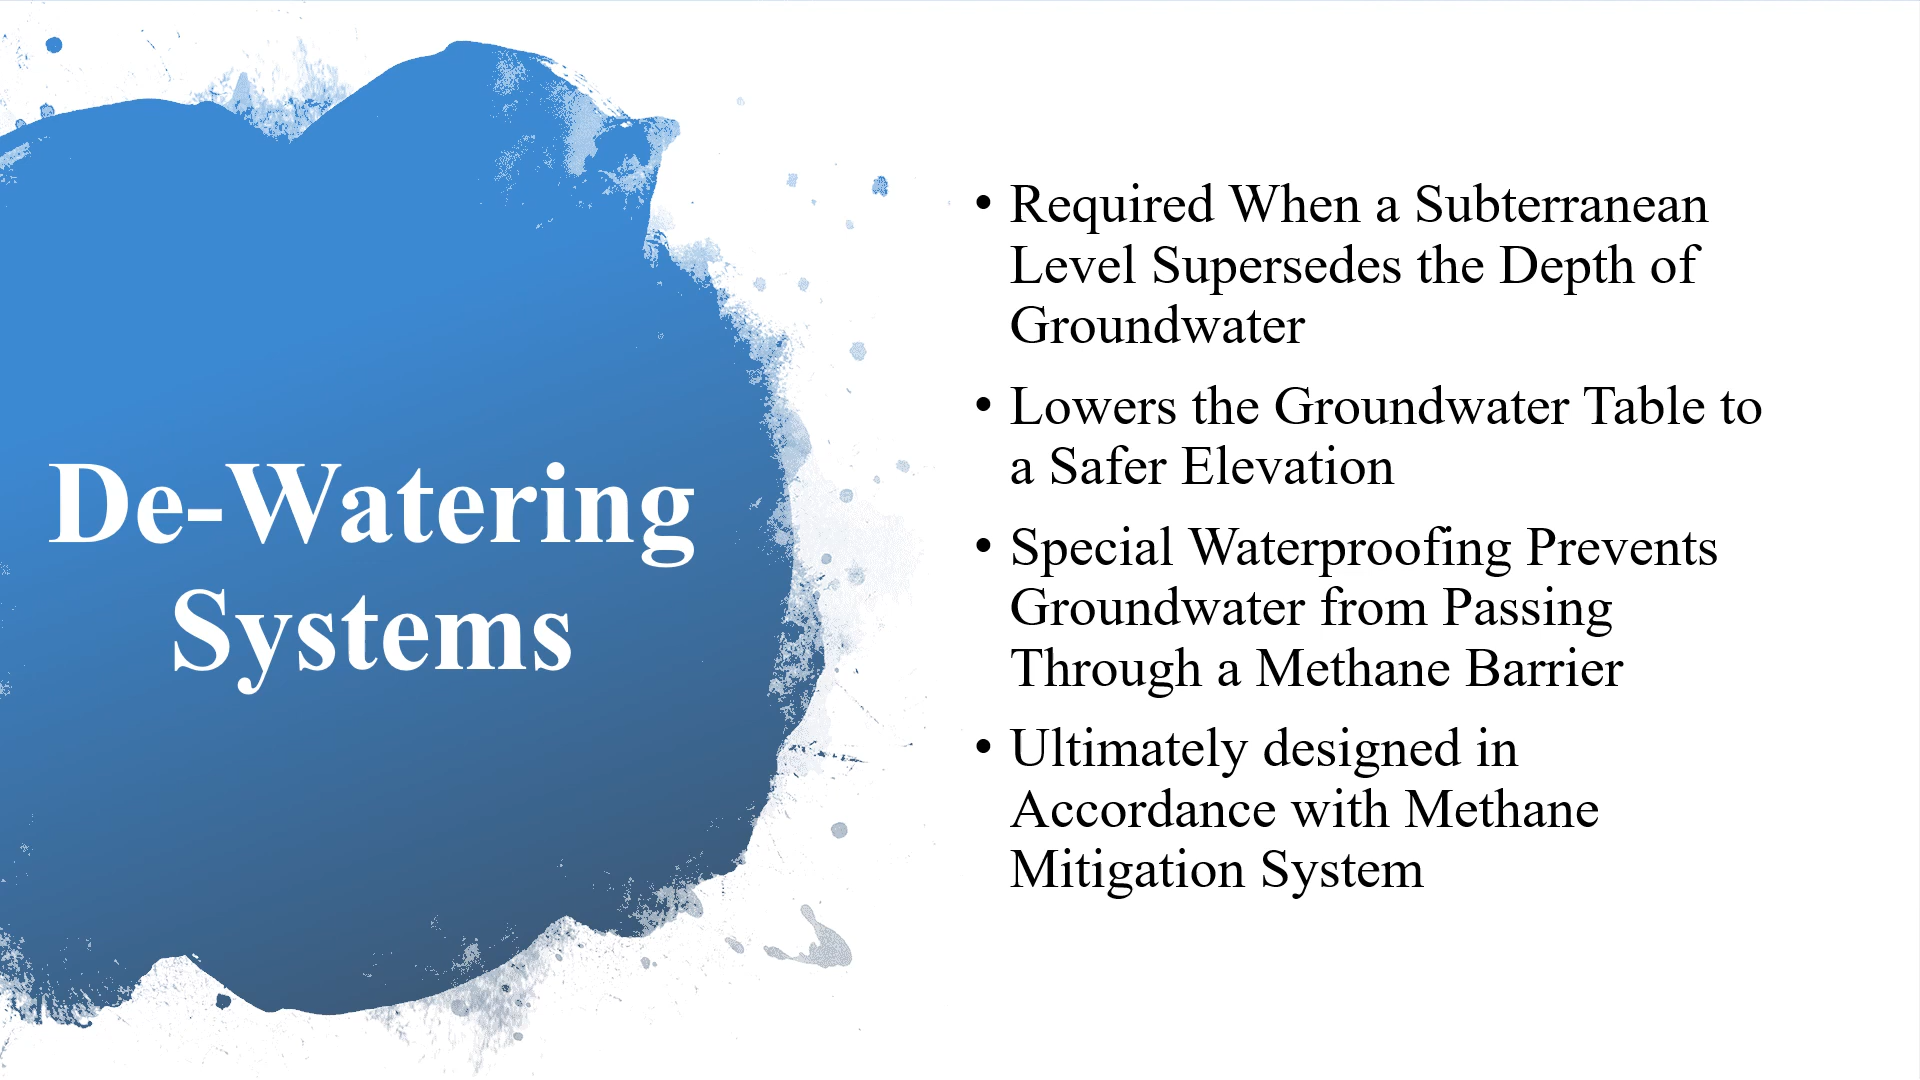 De-Watering
Systems
• Required When a Subterranean
Level Supersedes the Depth of
Groundwater
• Lowers the Groundwater Table to
a Safer Elevation
• Special Waterproofing Prevents
Groundwater from Passing
Through a Methane Barrier
• Ultimately designed in
Accordance with Methane
Mitigation System